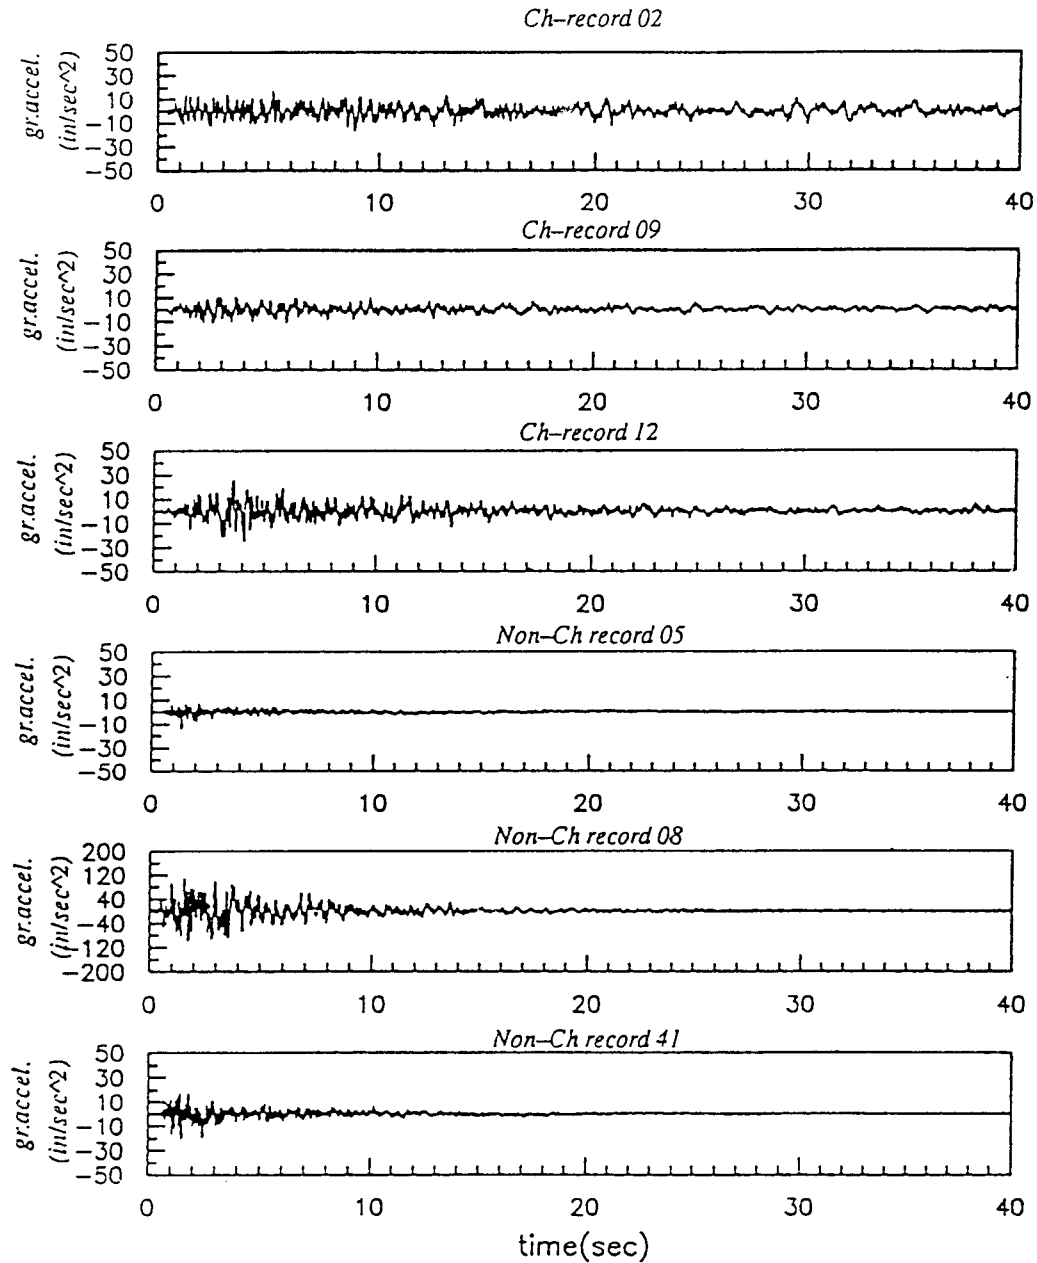 Ch-record 02
gr.accel.
(in/sec^2)
50
30
10
-10
-30
-50
0 10 20 30 40
Ch-record 09
gr.accel.
(in/sec^2)
50
30
10
-10
-30
-50
0 10 20 30 40
Ch-record 12
gr.accel.
(in/sec^2)
50
30
10
-10
-30
-50
0 10 20 30 40
Non-Ch record 05
gr.accel.
(in/sec^2)
50
30
10
-10
-30
-50
0 10 20 30 40
Non-Ch record 08
gr.accel.
(in/sec^2)
200
120
40
-40
-120
-200
0 10 20 30 40
Non-Ch record 41
gr.accel.
(in/sec^2)
50
30
10
-10
-30
-50
0 10 20 30 40
time(sec)